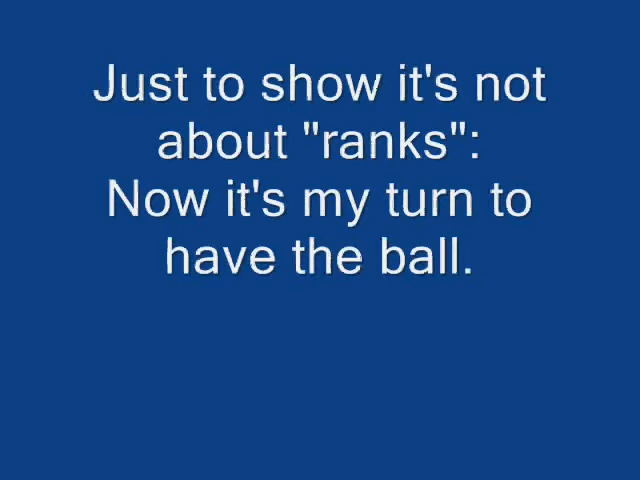 Just to show it's not
about "ranks":
Now it's my turn to
have the ball.